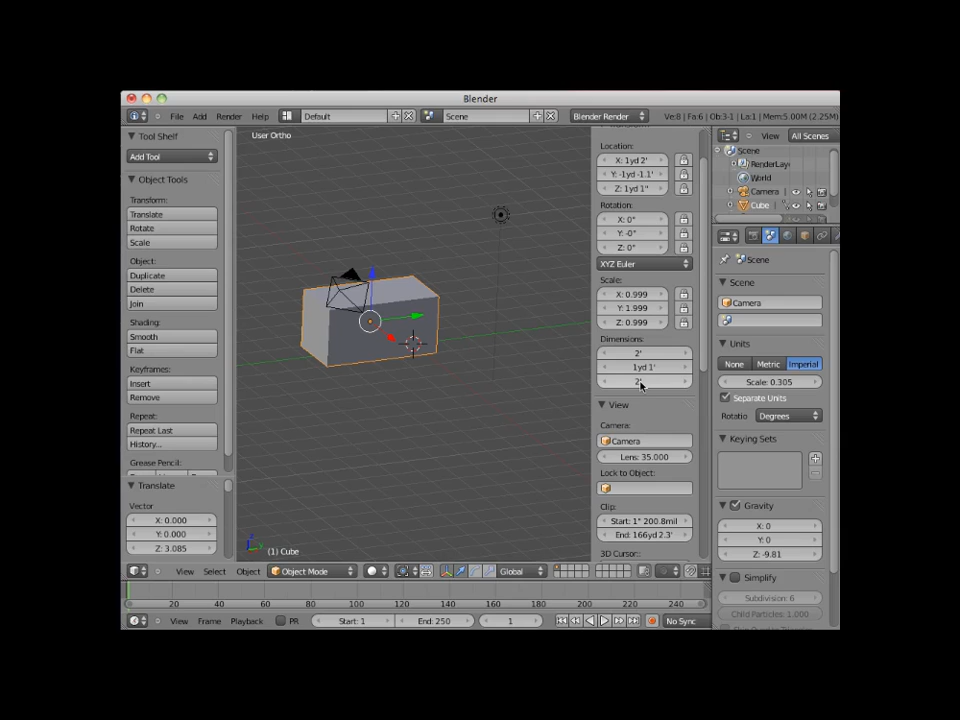 Blender
File Add Render Help Default Scene Blender Render Ve:8 | Fa:6 | Ob:3-1 | La:1 | Mem:5.00M (2.25M)
Tool Shelf
Add Tool
Object Tools
Transform:
Translate
Rotate
Scale
Object:
Duplicate
Delete
Join
Shading:
Smooth
Flat
Keyframes:
Insert
Remove
Repeat:
Repeat Last
History...
Grease Pencil:
Translate
Vector
X: 0.000
Y: 0.000
Z: 3.085
User Ortho
(1) Cube
Location:
X: 1yd 2'
Y: -1yd -1.1'
Z: 1yd 1"
Rotation:
X: 0°
Y: -0°
Z: 0°
XYZ Euler
Scale:
X: 0.999
Y: 1.999
Z: 0.999
Dimensions:
2'
1yd 1'
2'
View
Camera:
Camera
Lens: 35.000
Lock to Object:
Clip:
Start: 1" 200.8mil
End: 166yd 2.3'
3D Cursor:
View All Scenes
Scene
RenderLay
World
Camera
Cube
Scene
Scene
Camera
Units
None Metric Imperial
Scale: 0.305
Separate Units
Rotatio Degrees
Keying Sets
Gravity
X: 0
Y: 0
Z: -9.81
Simplify
Subdivision: 6
Child Particles: 1.000
View Select Object Object Mode Global
20 40 60 80 100 120 140 160 180 200 220 240
View Frame Playback PR Start: 1 End: 250 1 No Sync